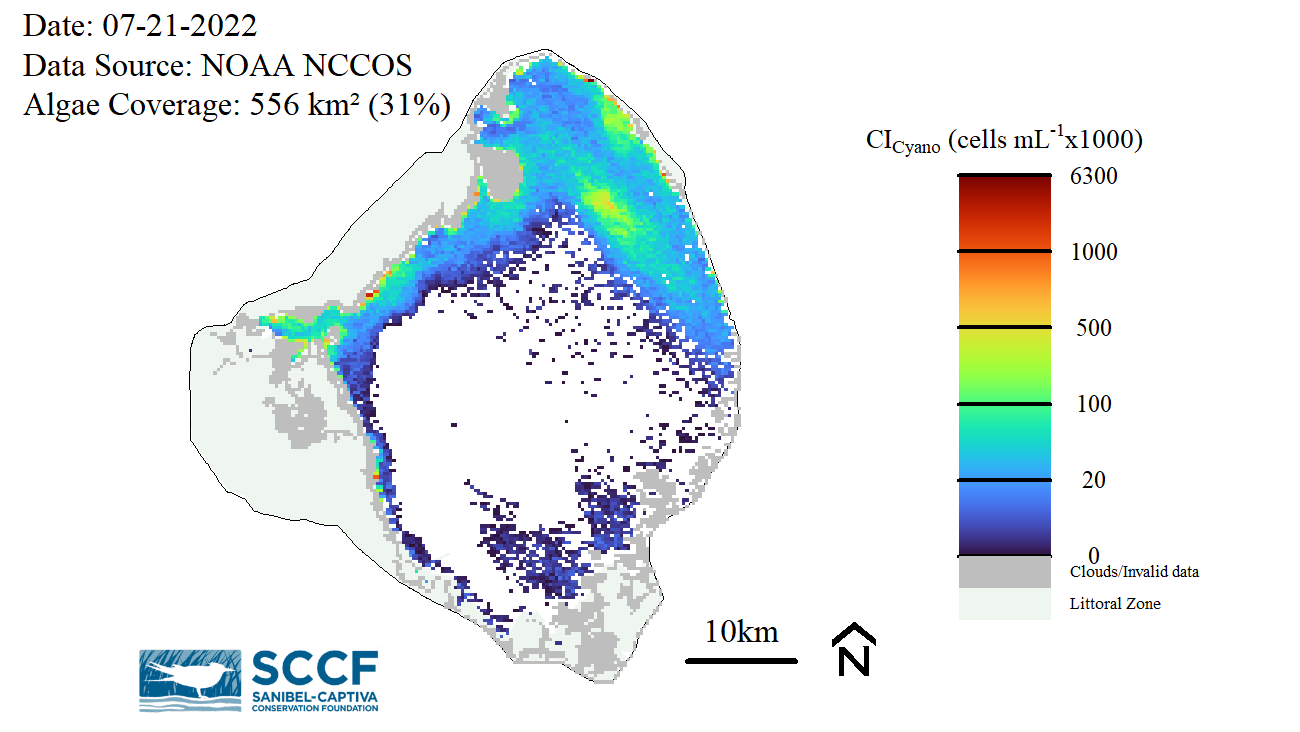 Date: 07-21-2022
Data Source: NOAA NCCOS
Algae Coverage: 556 km² (31%)
CI_Cyano (cells mL⁻¹x1000)
6300
1000
500
100
20
0
Clouds/Invalid data
Littoral Zone
10km
N
SCCF
SANIBEL-CAPTIVA
CONSERVATION FOUNDATION